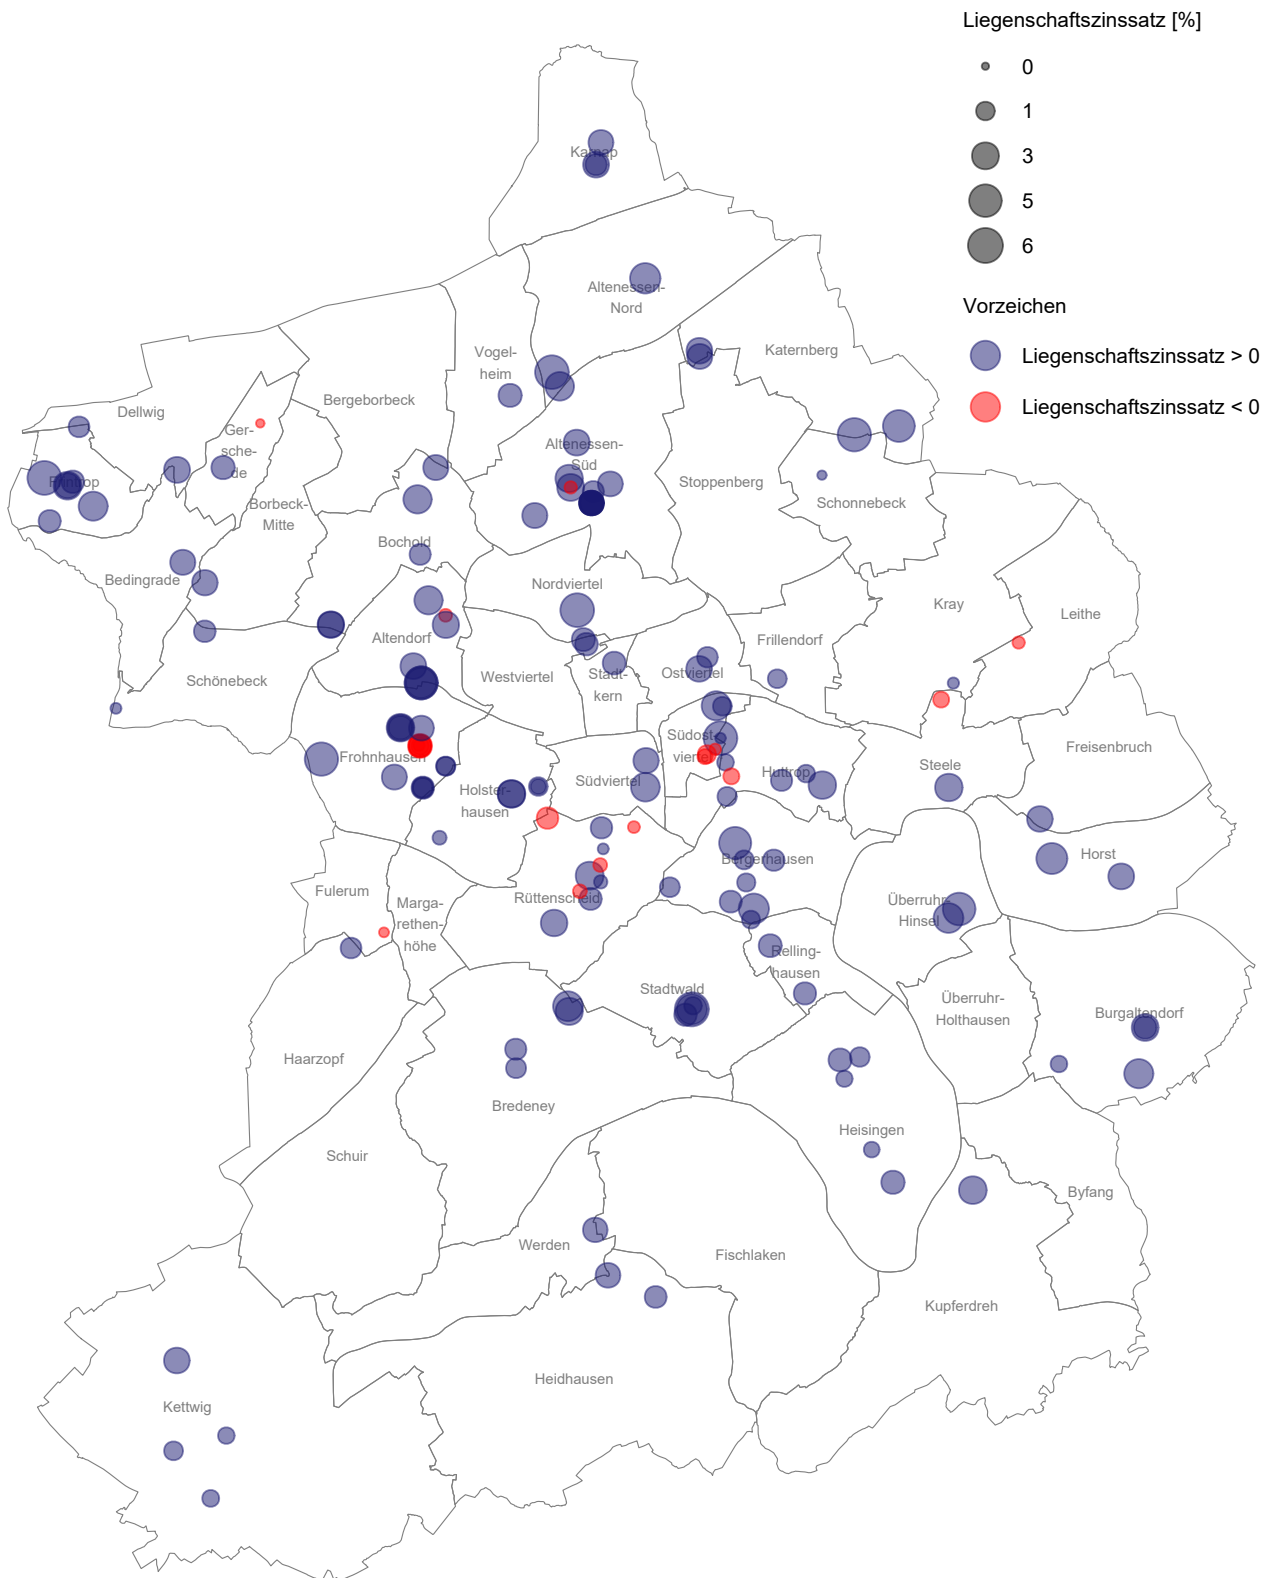 Liegenschaftszinssatz [%]
0
1
3
5
6
Vorzeichen
Liegenschaftszinssatz > 0
Liegenschaftszinssatz < 0
Karnap
Altenessen-
Nord
Katernberg
Vogel-
heim
Bergeborbeck
Dellwig
Ger-
sche-
de
Altenessen-
Süd
Stoppenberg
Schonnebeck
Frintrop
Borbeck-
Mitte
Bochold
Bedingrade
Nordviertel
Kray
Leithe
Altendorf
Frillendorf
Schönebeck
Westviertel
Stadt-
kern
Ostviertel
Südost-
viertel
Freisenbruch
Frohnhausen
Huttrop
Steele
Südviertel
Holster-
hausen
Bergerhausen
Horst
Fulerum
Marga-
rethen-
höhe
Rüttenscheid
Überruhr-
Hinsel
Relling-
hausen
Stadtwald
Überruhr-
Holthausen
Burgaltendorf
Haarzopf
Bredeney
Heisingen
Schuir
Byfang
Werden
Fischlaken
Kupferdreh
Heidhausen
Kettwig